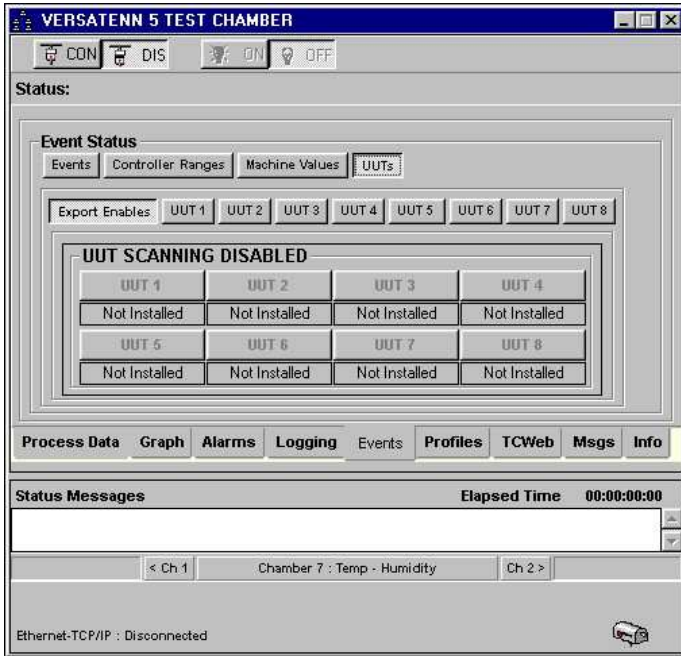 VERSATENN 5 TEST CHAMBER
CON DIS ON OFF
Status:
Event Status
Events Controller Ranges Machine Values UUTs
Export Enables UUT 1 UUT 2 UUT 3 UUT 4 UUT 5 UUT 6 UUT 7 UUT 8
UUT SCANNING DISABLED
UUT 1 UUT 2 UUT 3 UUT 4
Not Installed Not Installed Not Installed Not Installed
UUT 5 UUT 6 UUT 7 UUT 8
Not Installed Not Installed Not Installed Not Installed
Process Data Graph Alarms Logging Events Profiles TCWeb Msgs Info
Status Messages Elapsed Time 00:00:00:00
< Ch 1 Chamber 7 : Temp - Humidity Ch 2 >
Ethernet-TCP/IP : Disconnected